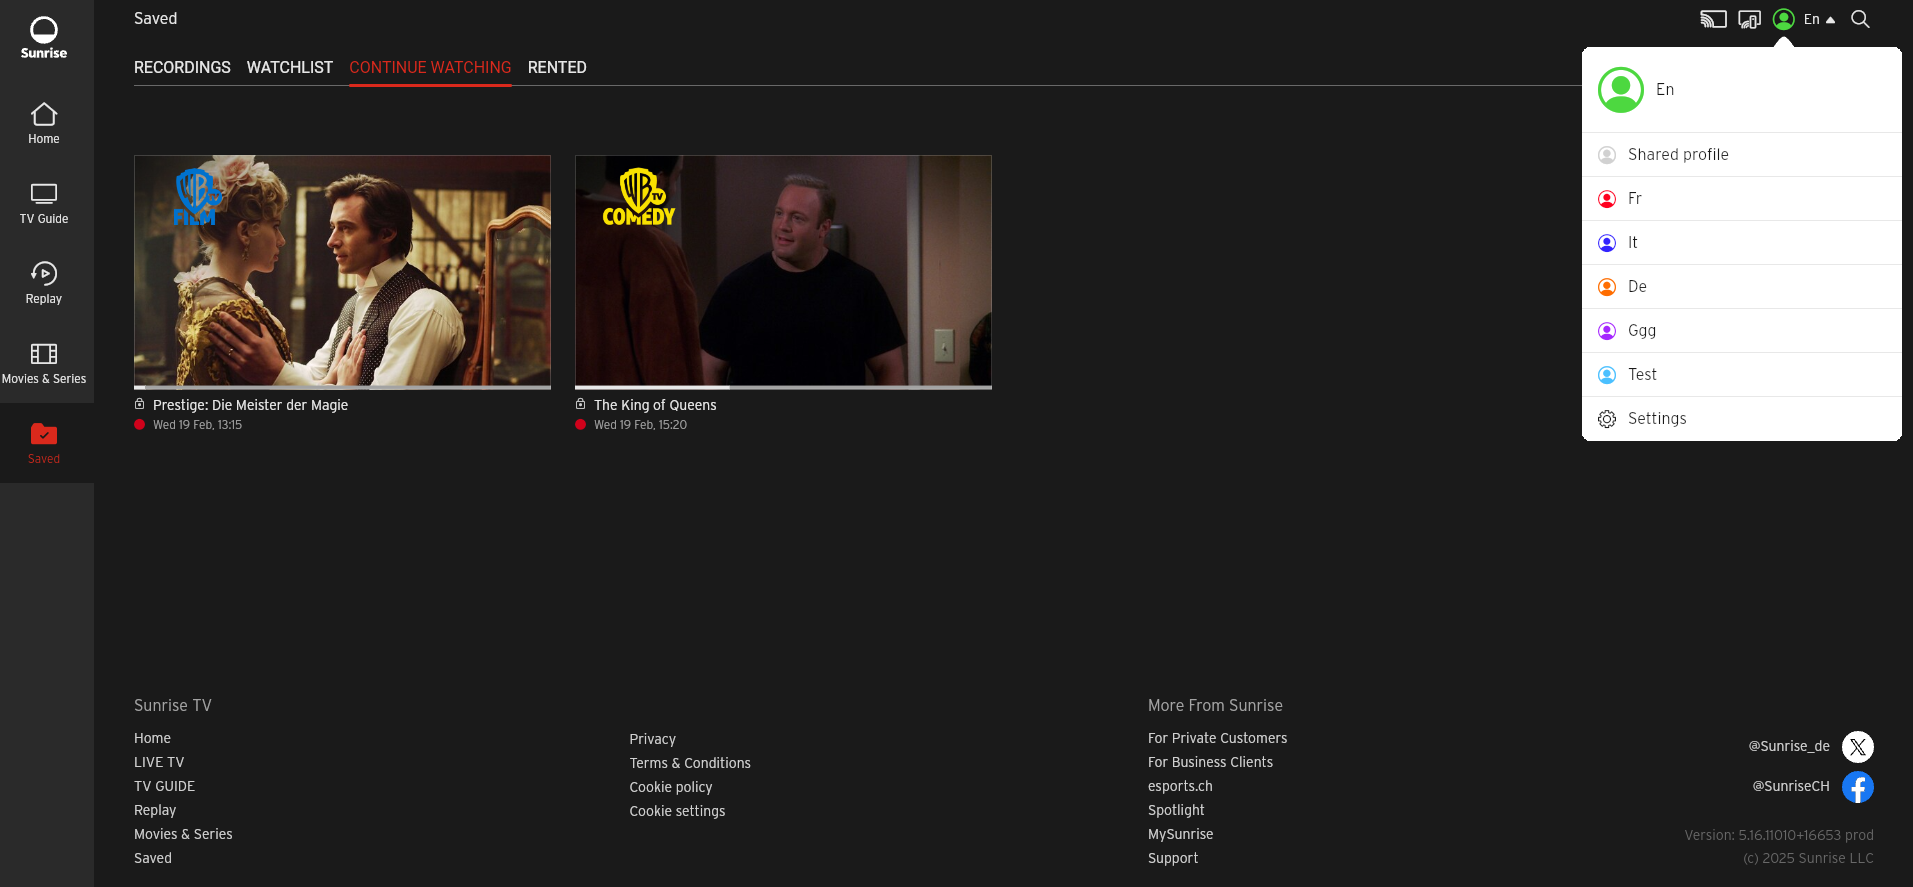 Sunrise
Home
TV Guide
Replay
Movies & Series
Saved
Saved
En
RECORDINGS
WATCHLIST
CONTINUE WATCHING
RENTED
WB TV
FILM
Prestige: Die Meister der Magie
Wed 19 Feb, 13:15
WB TV
COMEDY
The King of Queens
Wed 19 Feb, 15:20
En
Shared profile
Fr
It
De
Ggg
Test
Settings
Sunrise TV
Home
LIVE TV
TV GUIDE
Replay
Movies & Series
Saved
Privacy
Terms & Conditions
Cookie policy
Cookie settings
More From Sunrise
For Private Customers
For Business Clients
esports.ch
Spotlight
MySunrise
Support
@Sunrise_de
@SunriseCH
Version: 5.16.11010+16653 prod
(c) 2025 Sunrise LLC